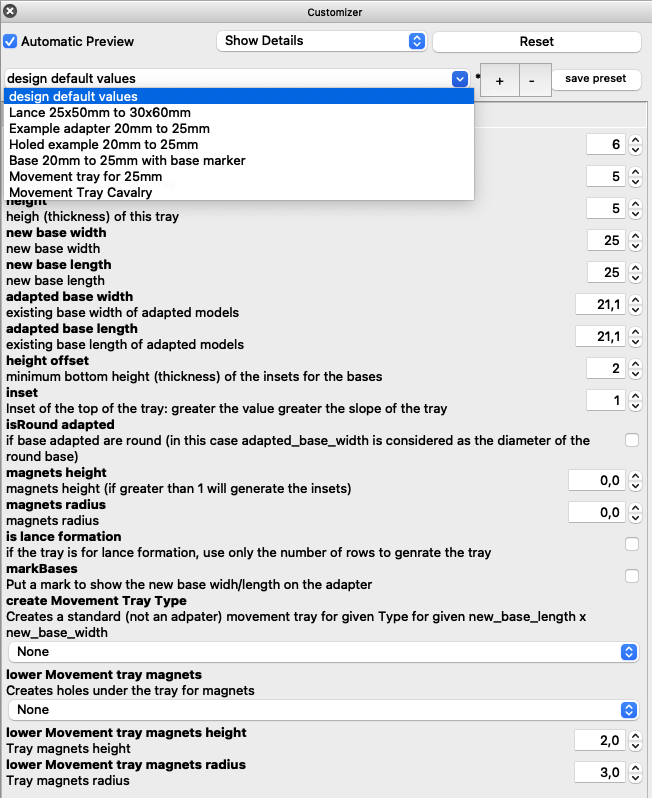 Customizer
Automatic Preview
Show Details
Reset
design default values
*
+
-
save preset
design default values
Lance 25x50mm to 30x60mm
Example adapter 20mm to 25mm
Holed example 20mm to 25mm
Base 20mm to 25mm with base marker
Movement tray for 25mm
Movement Tray Cavalry
6
5
height
heigh (thickness) of this tray
5
new base width
new base width
25
new base length
new base length
25
adapted base width
existing base width of adapted models
21,1
adapted base length
existing base length of adapted models
21,1
height offset
minimum bottom height (thickness) of the insets for the bases
2
inset
Inset of the top of the tray: greater the value greater the slope of the tray
1
isRound adapted
if base adapted are round (in this case adapted_base_width is considered as the diameter of the
round base)
magnets height
magnets height (if greater than 1 will generate the insets)
0,0
magnets radius
magnets radius
0,0
is lance formation
if the tray is for lance formation, use only the number of rows to genrate the tray
markBases
Put a mark to show the new base widh/length on the adapter
create Movement Tray Type
Creates a standard (not an adpater) movement tray for given Type for given new_base_length x
new_base_width
None
lower Movement tray magnets
Creates holes under the tray for magnets
None
lower Movement tray magnets height
Tray magnets height
2,0
lower Movement tray magnets radius
Tray magnets radius
3,0